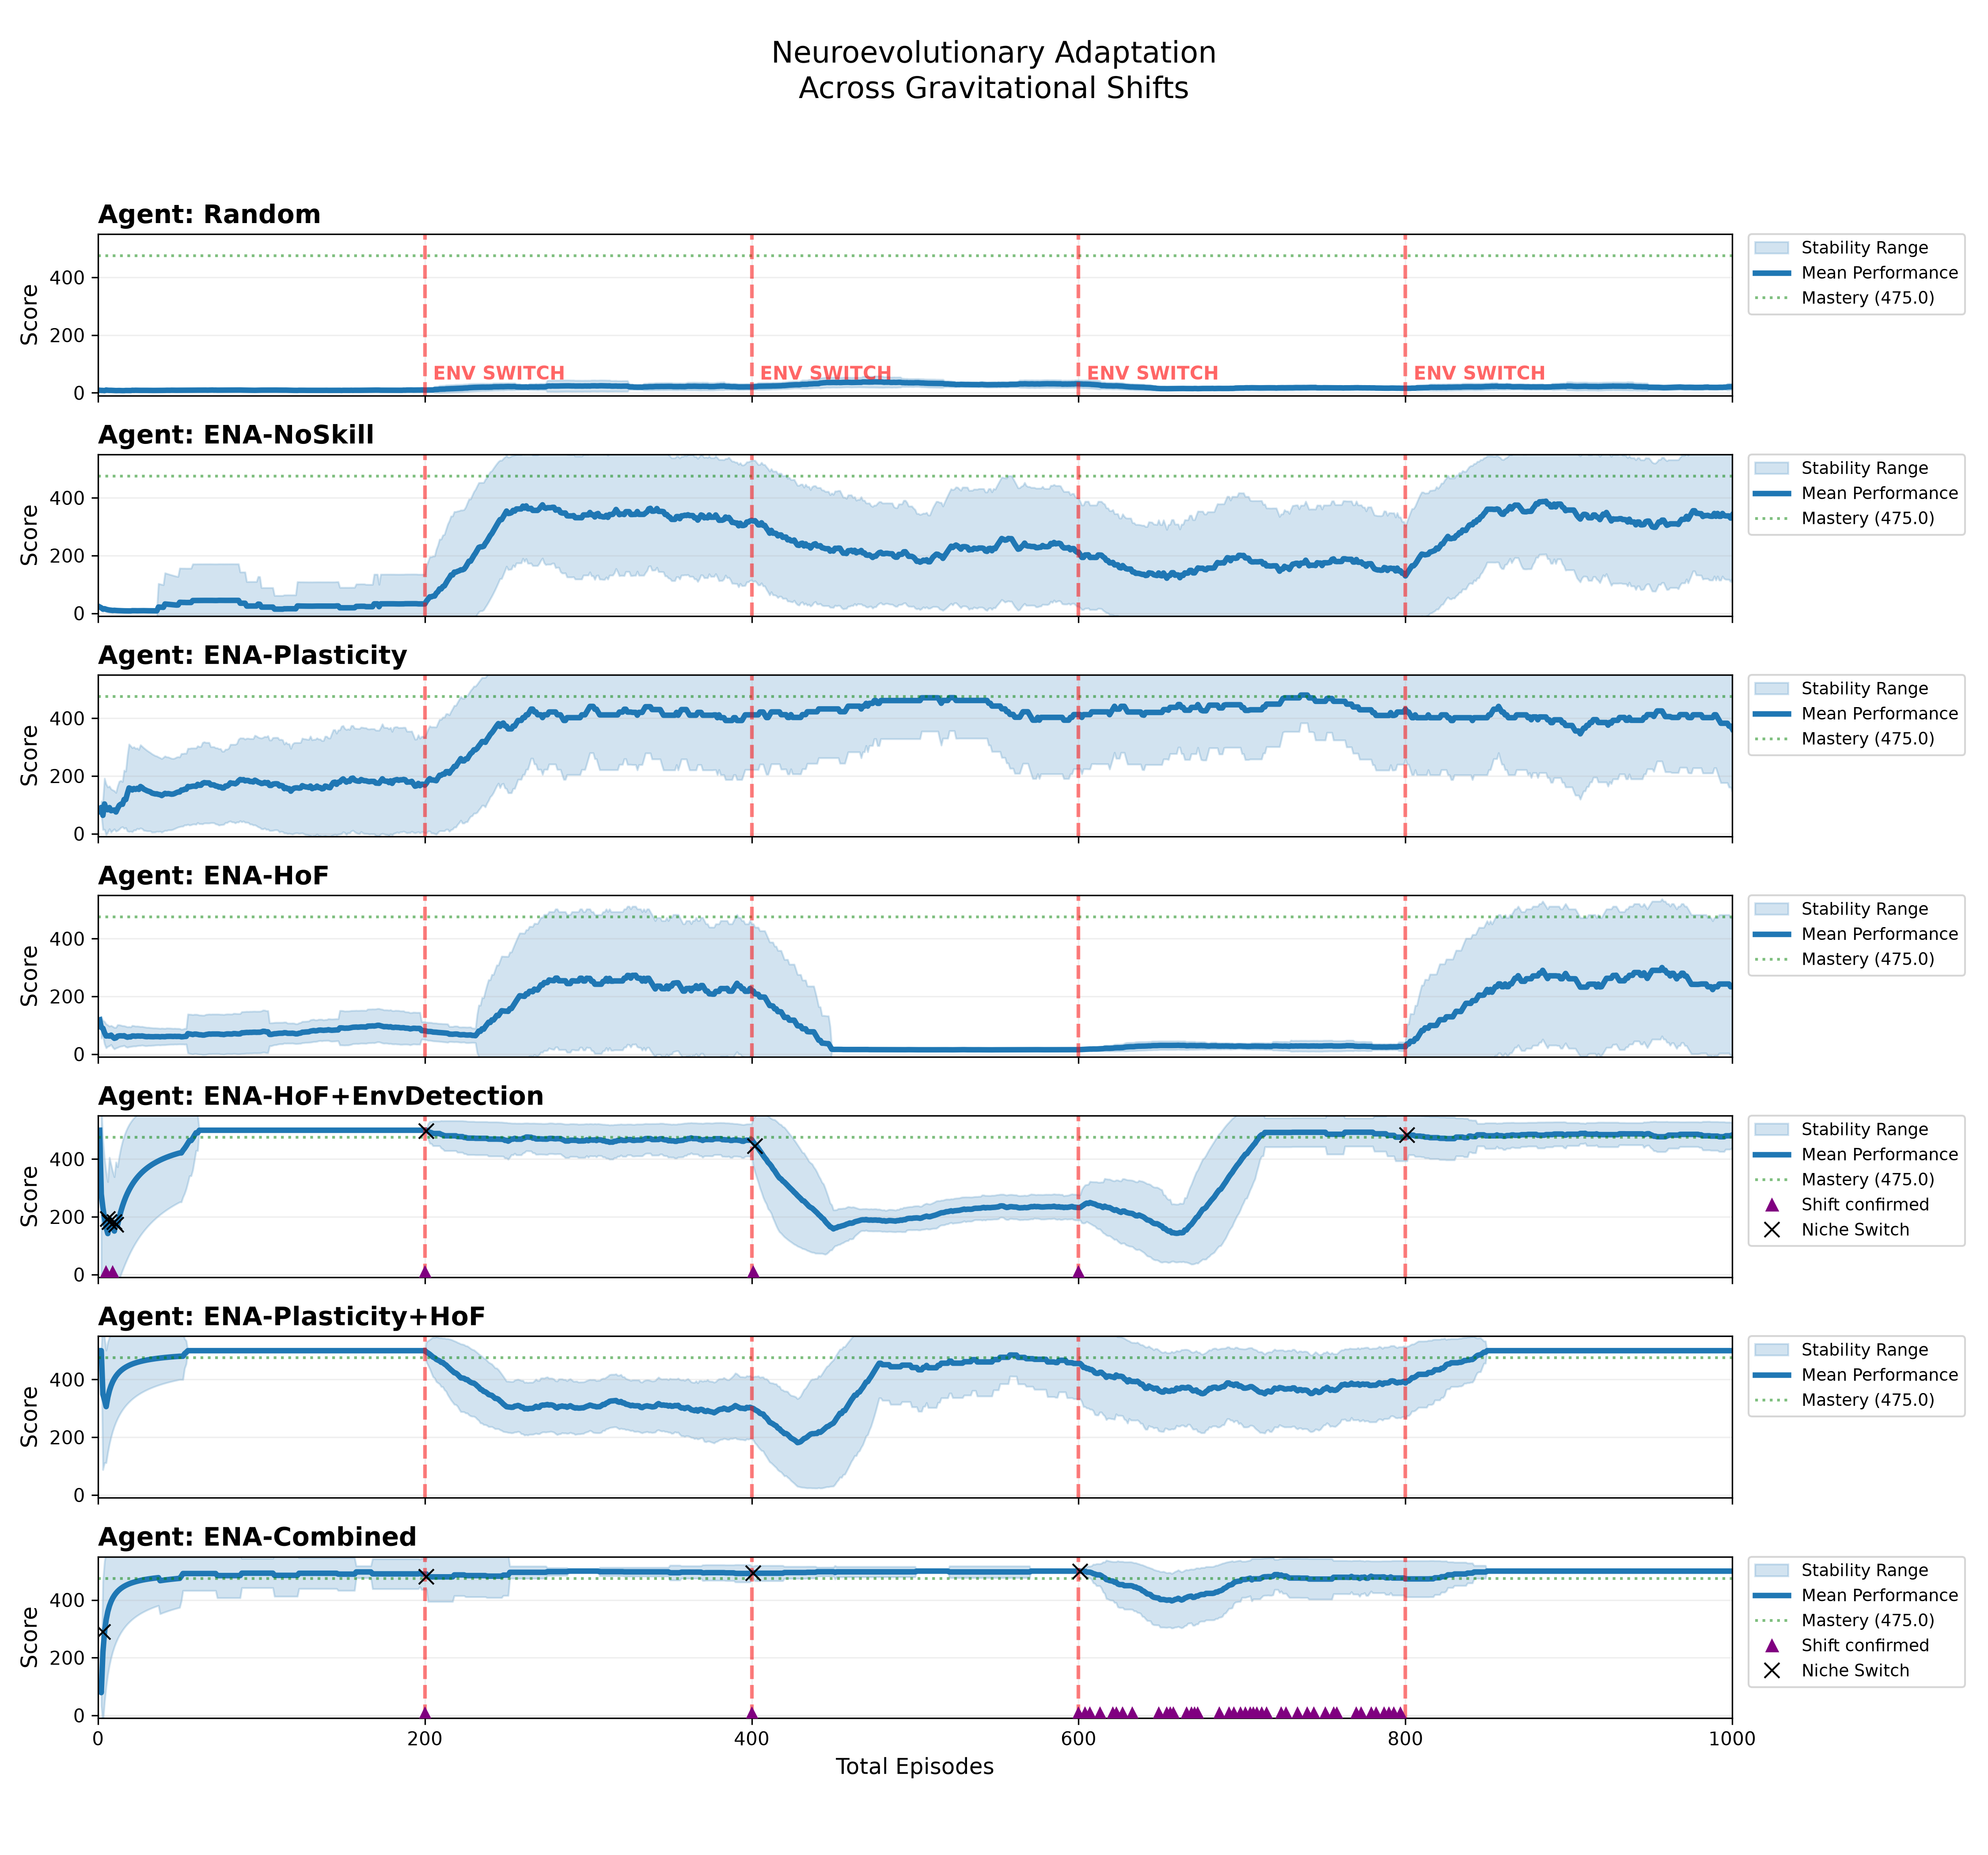 Neuroevolutionary Adaptation
Across Gravitational Shifts
Agent: Random
Score
400
200
0
ENV SWITCH
ENV SWITCH
ENV SWITCH
ENV SWITCH
Stability Range
Mean Performance
Mastery (475.0)
Agent: ENA-NoSkill
Score
400
200
0
Stability Range
Mean Performance
Mastery (475.0)
Agent: ENA-Plasticity
Score
400
200
0
Stability Range
Mean Performance
Mastery (475.0)
Agent: ENA-HoF
Score
400
200
0
Stability Range
Mean Performance
Mastery (475.0)
Agent: ENA-HoF+EnvDetection
Score
400
200
0
Stability Range
Mean Performance
Mastery (475.0)
Shift confirmed
Niche Switch
Agent: ENA-Plasticity+HoF
Score
400
200
0
Stability Range
Mean Performance
Mastery (475.0)
Agent: ENA-Combined
Score
400
200
0
Stability Range
Mean Performance
Mastery (475.0)
Shift confirmed
Niche Switch
0
200
400
600
800
1000
Total Episodes